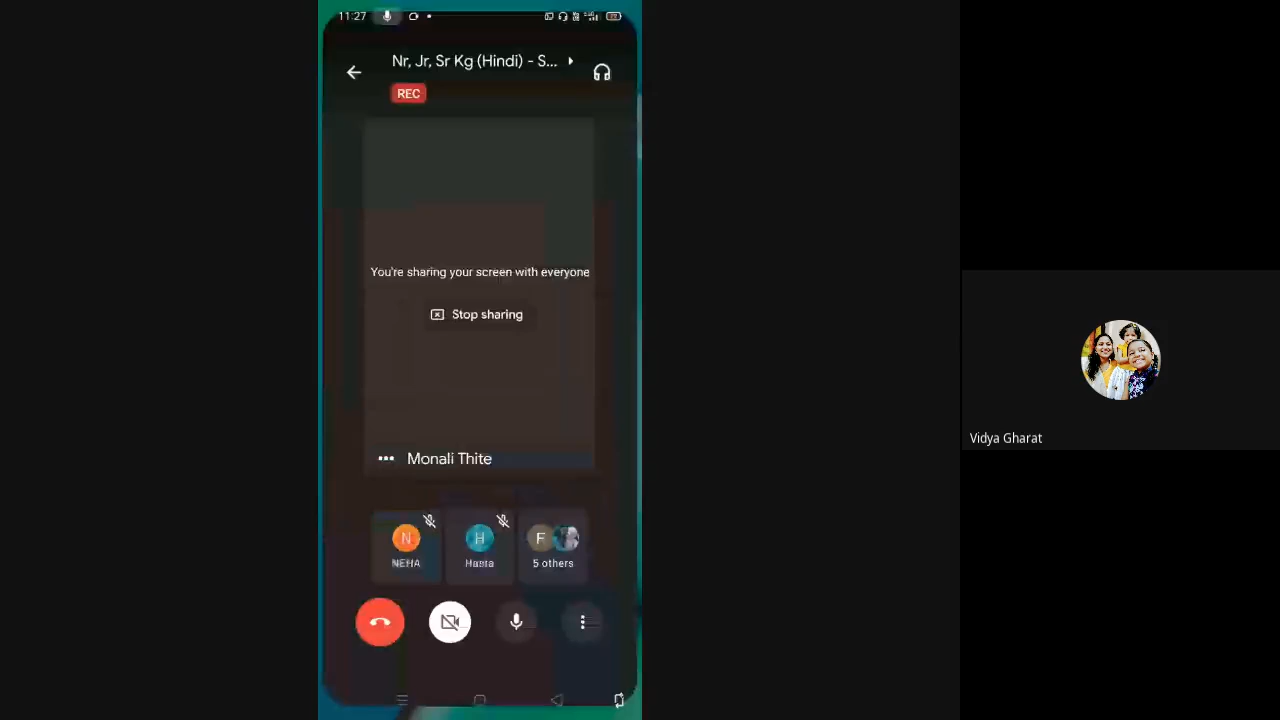 11:27
Nr, Jr, Sr Kg (Hindi) - S...
REC
You're sharing your screen with everyone
Stop sharing
Monali Thite
N
H
F
NEHA
Hasta
5 others
Vidya Gharat